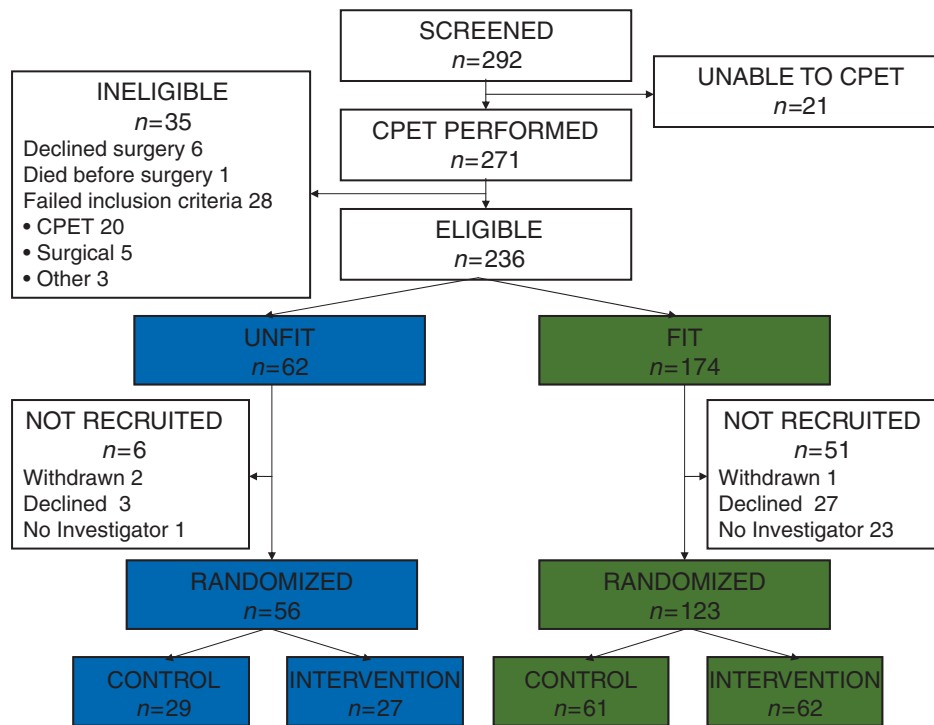 SCREENED
n=292
UNABLE TO CPET
n=21
INELIGIBLE
n=35
Declined surgery 6
Died before surgery 1
Failed inclusion criteria 28
• CPET 20
• Surgical 5
• Other 3
CPET PERFORMED
n=271
ELIGIBLE
n=236
UNFIT
n=62
FIT
n=174
NOT RECRUITED
n=6
Withdrawn 2
Declined 3
No Investigator 1
NOT RECRUITED
n=51
Withdrawn 1
Declined 27
No Investigator 23
RANDOMIZED
n=56
RANDOMIZED
n=123
CONTROL
n=29
INTERVENTION
n=27
CONTROL
n=61
INTERVENTION
n=62